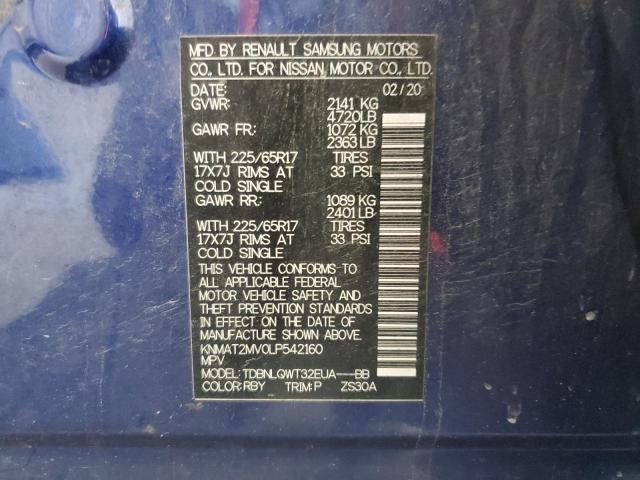 MFD. BY RENAULT SAMSUNG MOTORS
CO., LTD. FOR NISSAN MOTOR CO., LTD.
DATE: 02/20
GVWR: 2141 KG
4720LB
GAWR FR: 1072 KG
2363LB
WITH 225/65R17 TIRES
17X7J RIMS AT 33 PSI
COLD SINGLE
GAWR RR: 1089 KG
2401LB
WITH 225/65R17 TIRES
17X7J RIMS AT 33 PSI
COLD SINGLE
THIS VEHICLE CONFORMS TO
ALL APPLICABLE FEDERAL
MOTOR VEHICLE SAFETY AND
THEFT PREVENTION STANDARDS
IN EFFECT ON THE DATE OF
MANUFACTURE SHOWN ABOVE.
KNMAT2MV0LP542160
MPV
MODEL: TDBNLQWT32EUA---BB
COLOR:RBY TRIM:P ZS30A